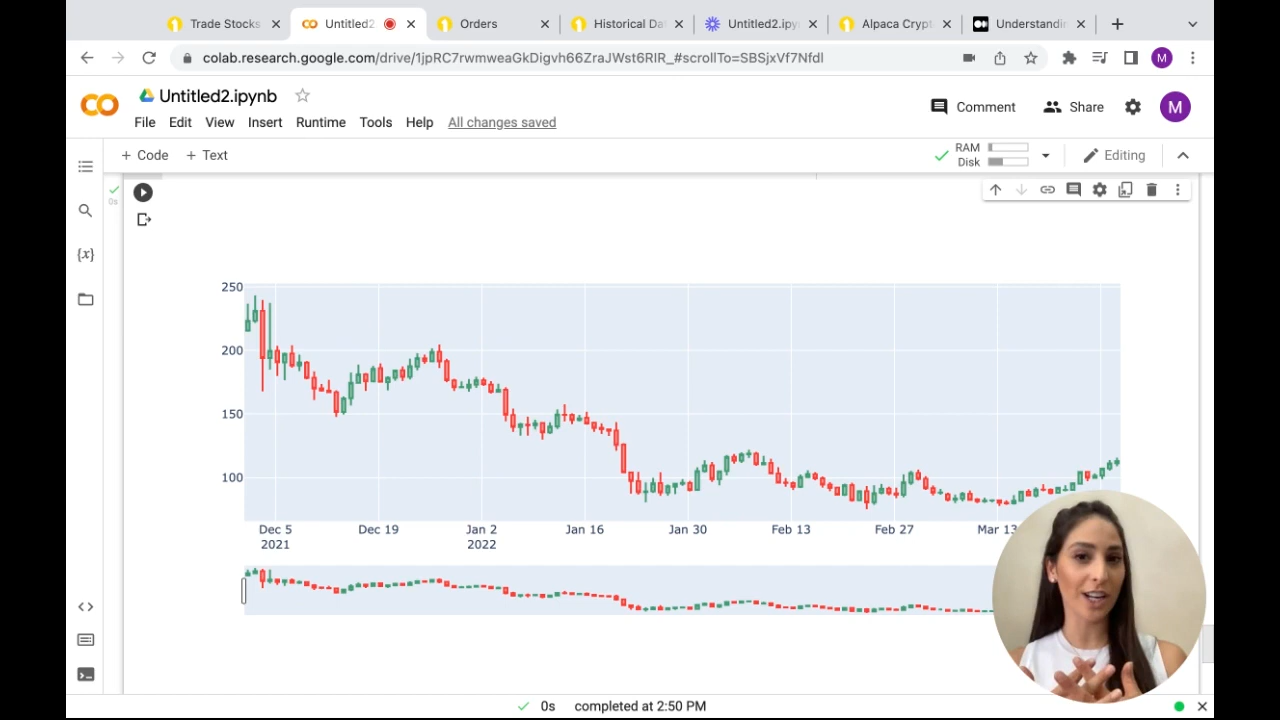 Trade Stocks
Untitled2
Orders
Historical Da
Untitled2.ipy
Alpaca Crypt
Understandin
colab.research.google.com/drive/1jpRC7rwmweaGkDigvh66ZraJWst6RIR_#scrollTo=SBSjxVf7Nfdl
M
CO
Untitled2.ipynb
Comment
Share
M
File Edit View Insert Runtime Tools Help All changes saved
+ Code + Text
RAM
Disk
Editing
0s
{x}
250
200
150
100
Dec 5
2021
Dec 19
Jan 2
2022
Jan 16
Jan 30
Feb 13
Feb 27
Mar 13
0s completed at 2:50 PM